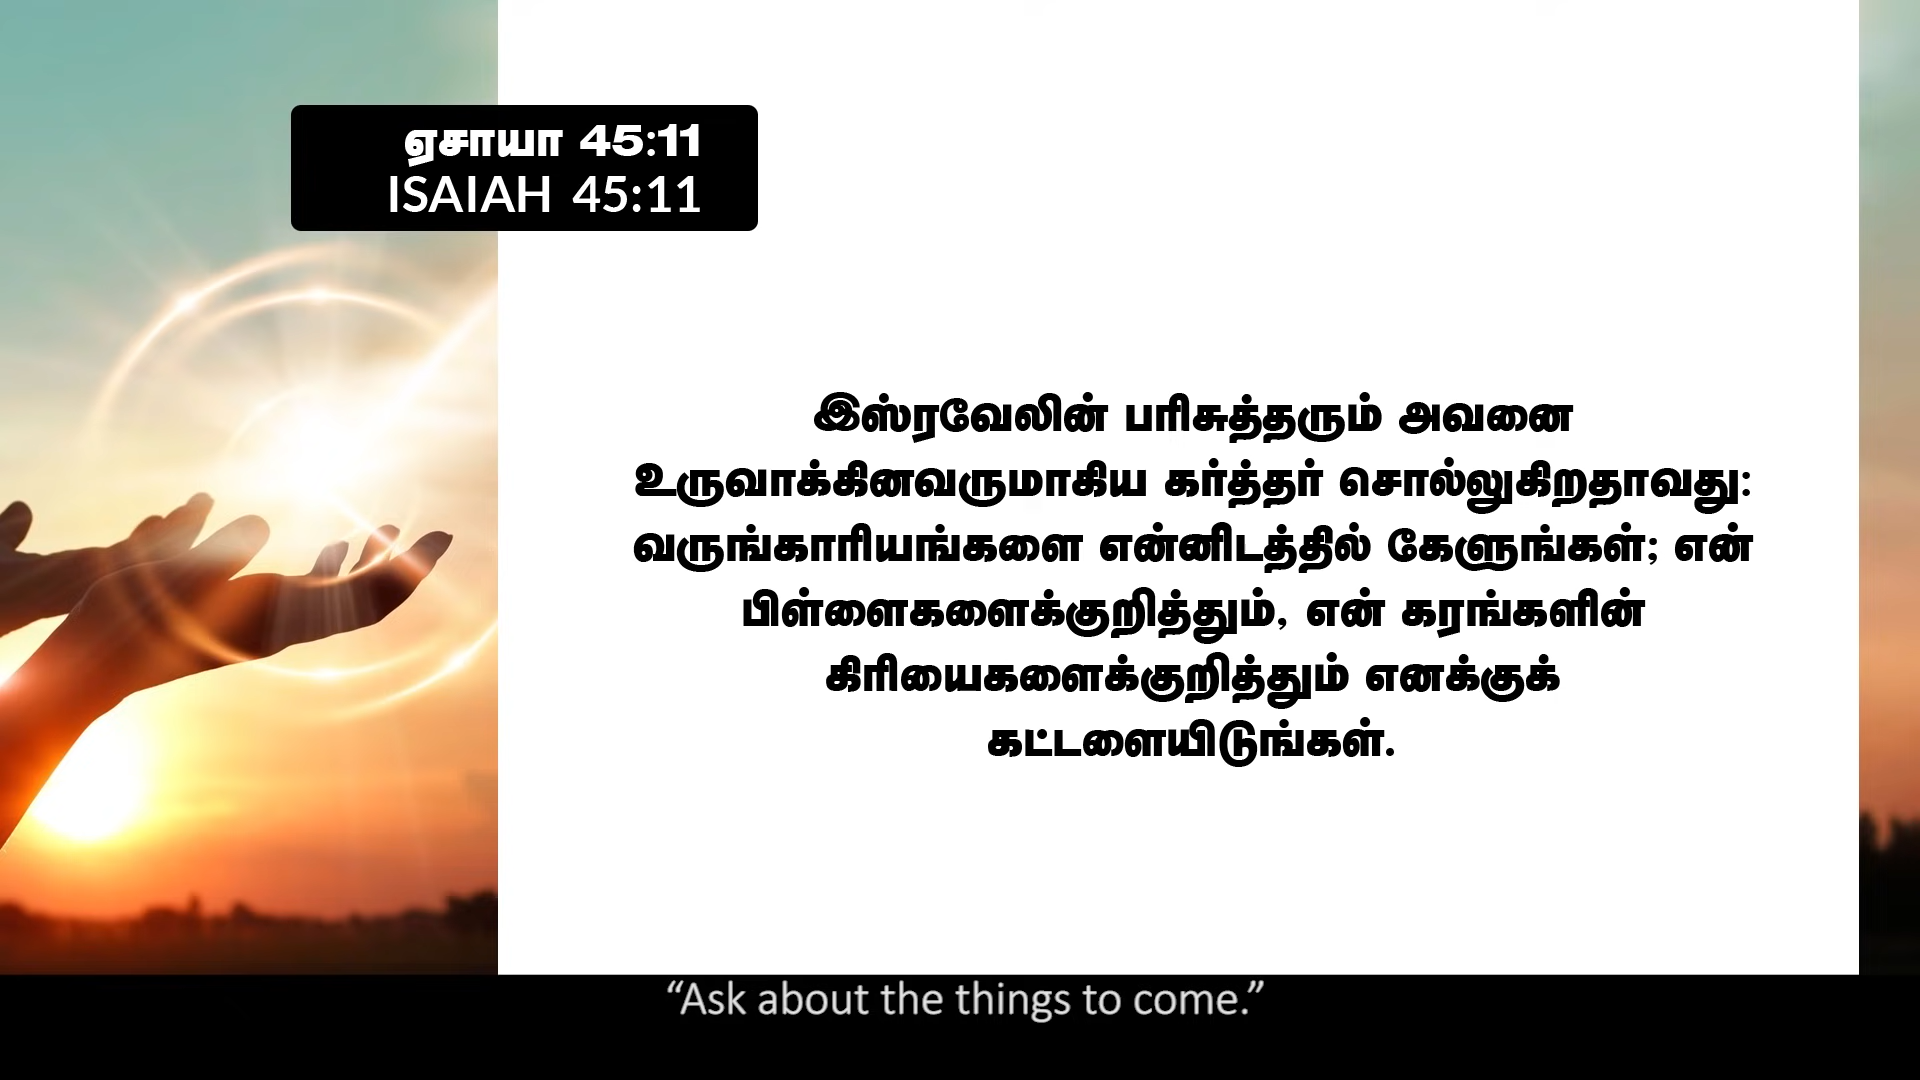 ஏசாயா 45:11
ISAIAH 45:11
இஸ்ரவேலின் பரிசுத்தரும் அவனை
உருவாக்கினவருமாகிய கர்த்தர் சொல்லுகிறதாவது:
வருங்காரியங்களை என்னிடத்தில் கேளுங்கள்; என்
பிள்ளைகளைக்குறித்தும், என் கரங்களின்
கிரியைகளைக்குறித்தும் எனக்குக்
கட்டளையிடுங்கள்.
“Ask about the things to come.”